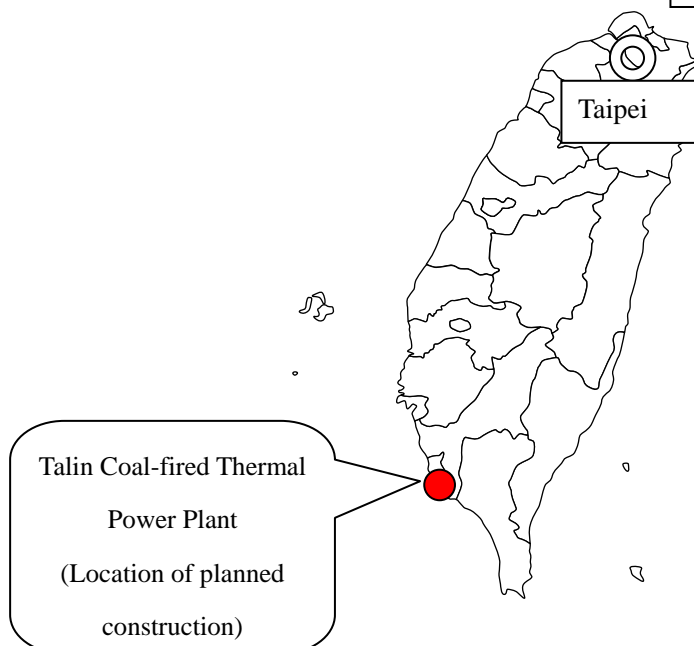 Taipei
Talin Coal-fired Thermal
Power Plant
(Location of planned
construction)